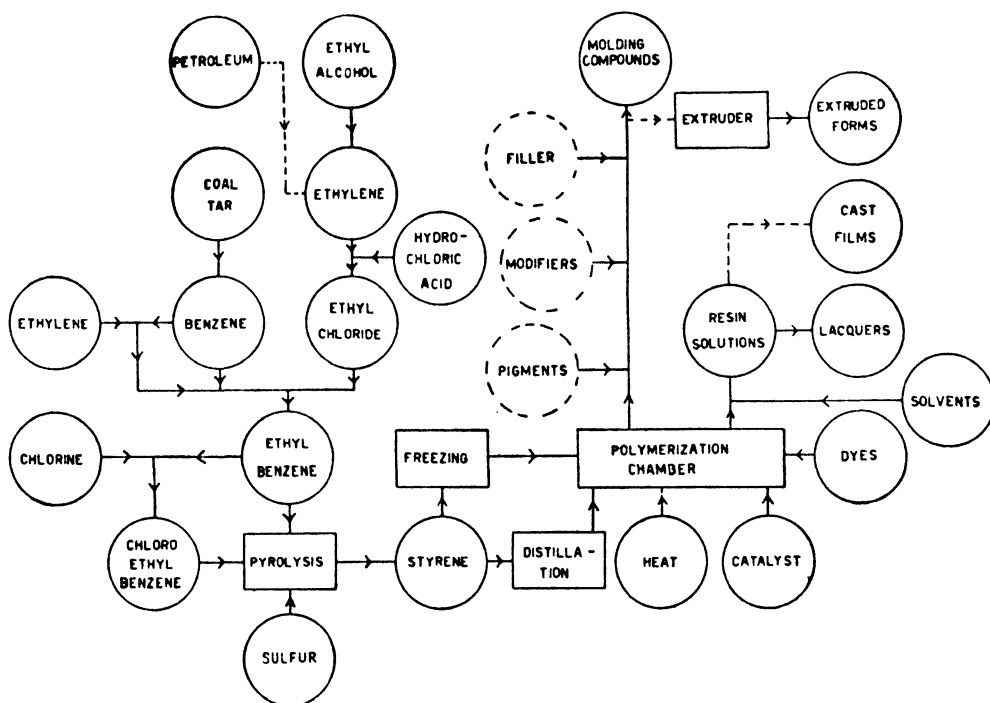 PETROLEUM
ETHYL
ALCOHOL
MOLDING
COMPOUNDS
EXTRUDER
EXTRUDED
FORMS
FILLER
COAL
TAR
ETHYLENE
HYDRO-
CHLORIC
ACID
MODIFIERS
CAST
FILMS
ETHYLENE
BENZENE
ETHYL
CHLORIDE
RESIN
SOLUTIONS
LACQUERS
PIGMENTS
SOLVENTS
CHLORINE
ETHYL
BENZENE
FREEZING
POLYMERIZATION
CHAMBER
DYES
CHLORO
ETHYL
BENZENE
PYROLYSIS
STYRENE
DISTILLA-
TION
HEAT
CATALYST
SULFUR